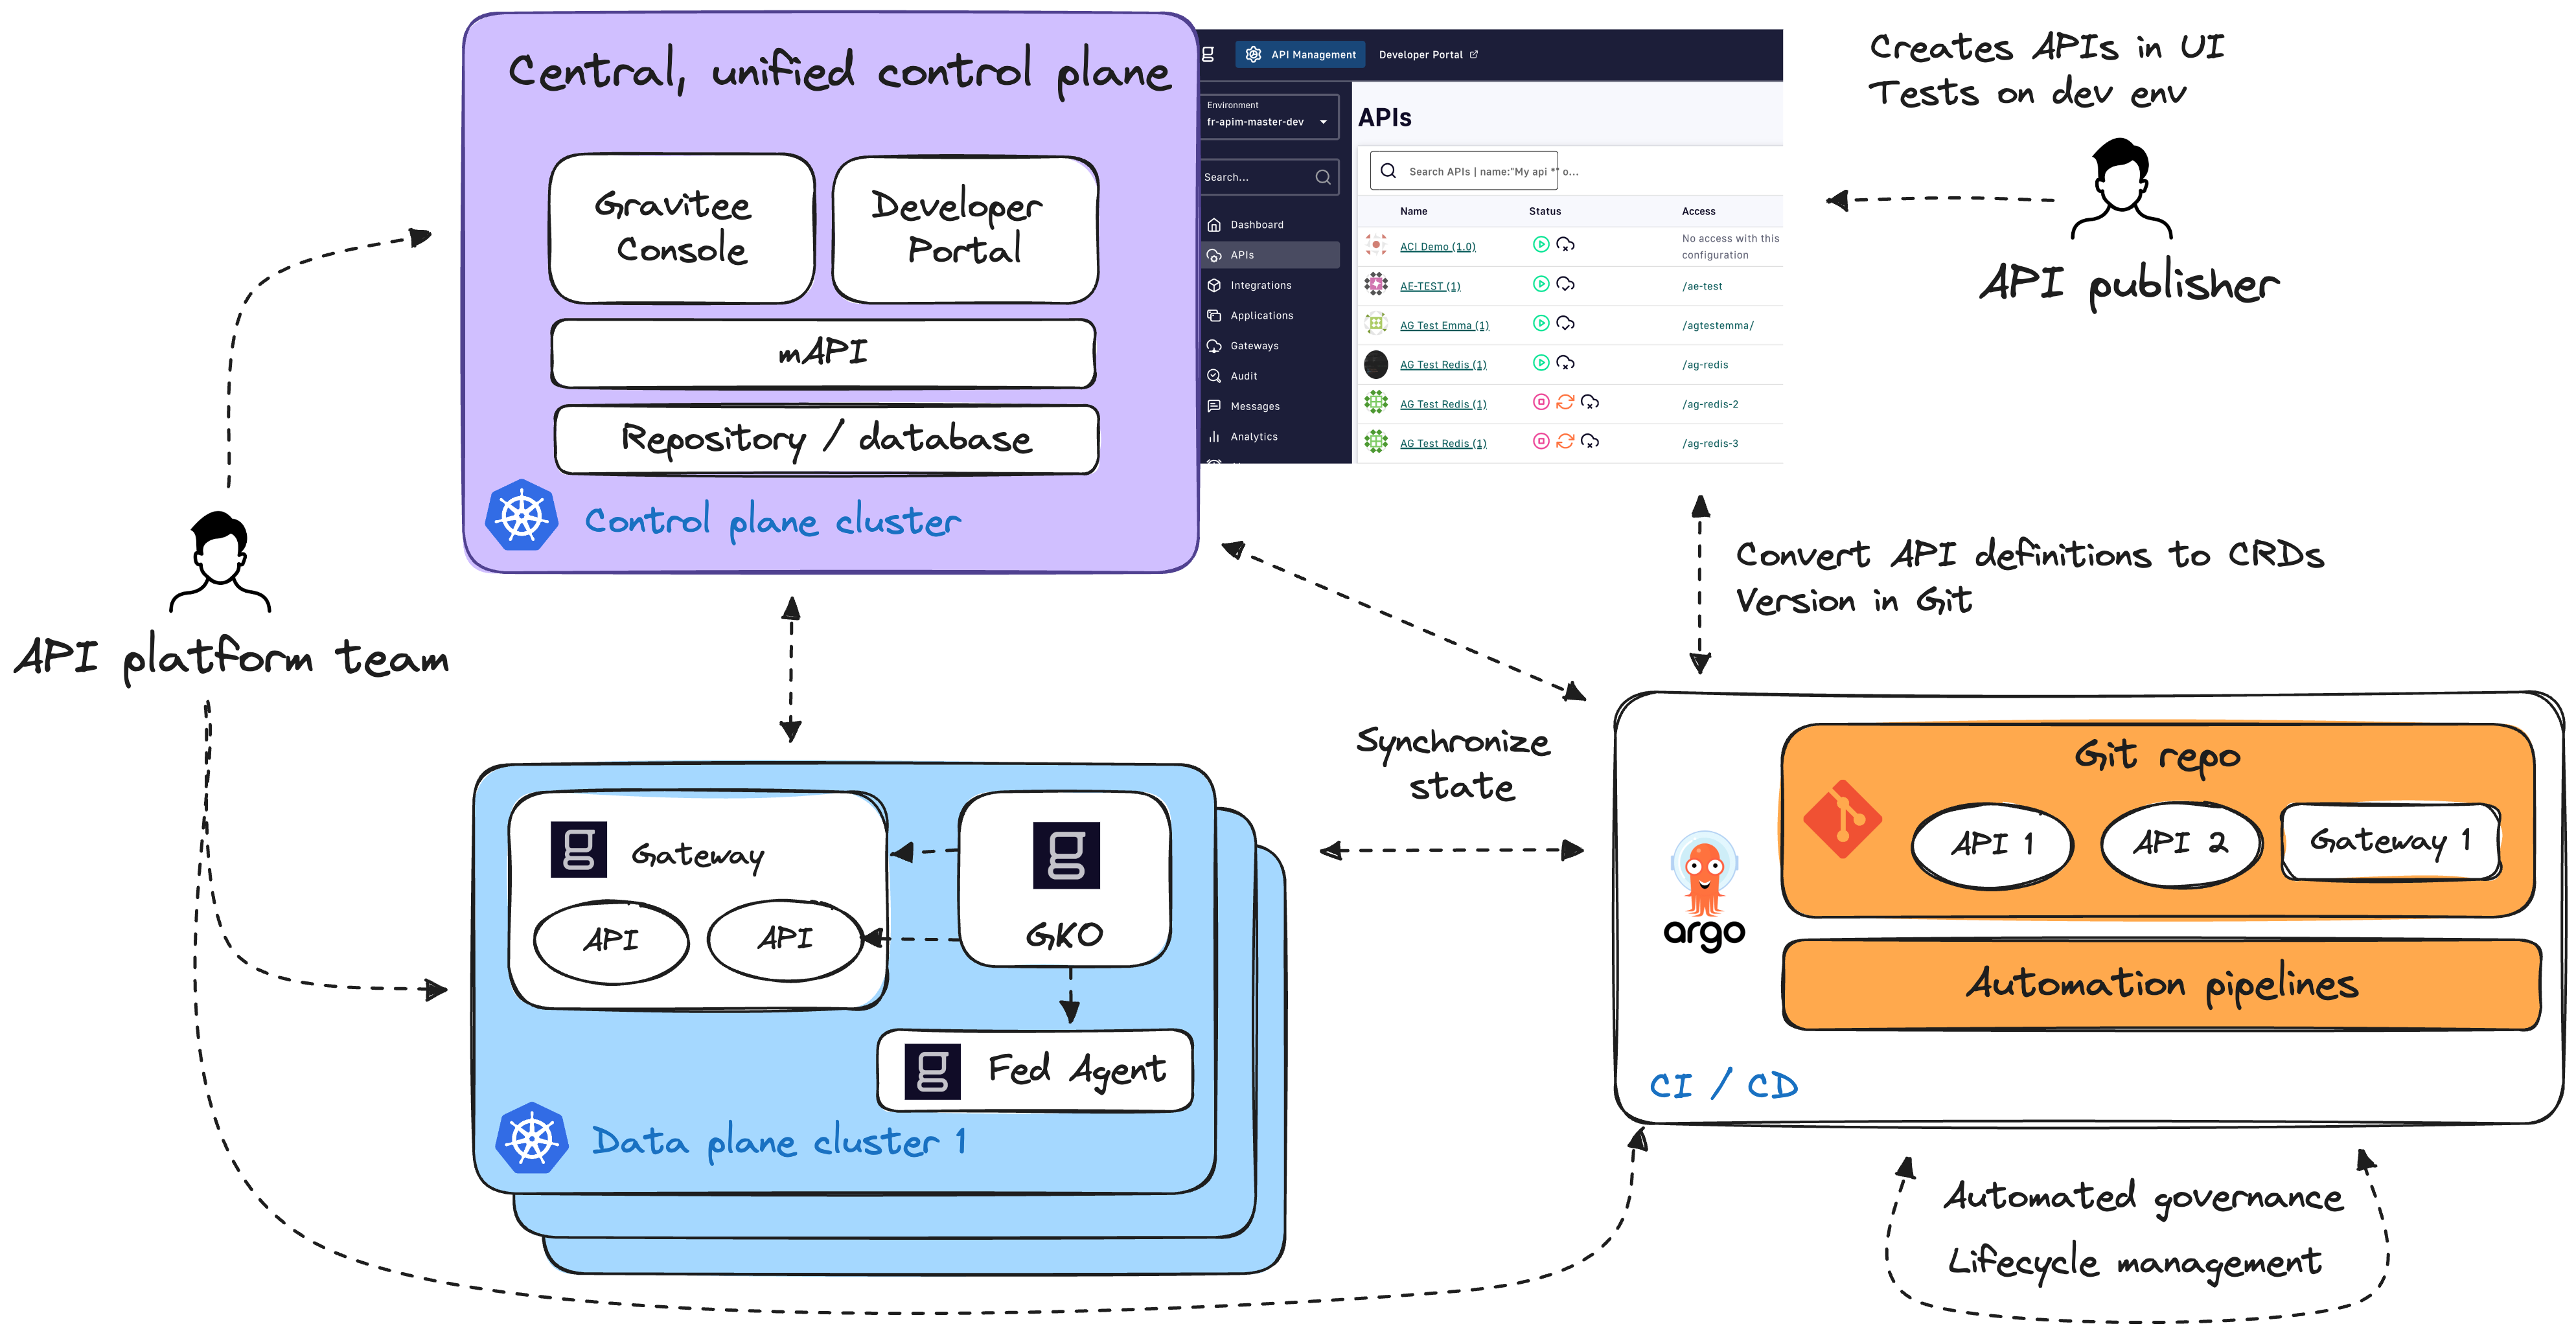 Central, unified control plane
Gravitee
Console
Developer
Portal
mAPI
Repository / database
Control plane cluster
API Management
Developer Portal
Environment
fr-apim-master-dev
Search...
Dashboard
APIs
Integrations
Applications
Gateways
Audit
Messages
Analytics
APIs
Search APIs | name:"My api *" o...
Name Status Access
ACI Demo (1.0) No access with this
configuration
AE-TEST (1) /ae-test
AG Test Emma (1) /agtestemma/
AG Test Redis (1) /ag-redis
AG Test Redis (1) /ag-redis-2
AG Test Redis (1) /ag-redis-3
Creates APIs in UI
Tests on dev env
API publisher
API platform team
Convert API definitions to CRDs
Version in Git
Synchronize
state
Gateway
API
API
GKO
Fed Agent
Data plane cluster 1
argo
Git repo
API 1
API 2
Gateway 1
Automation pipelines
CI / CD
Automated governance
Lifecycle management